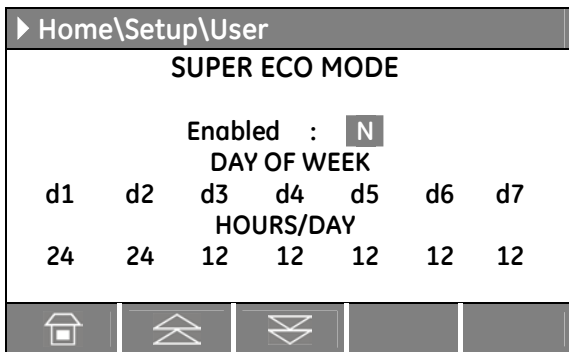 Home\Setup\User
SUPER ECO MODE
Enabled : N
DAY OF WEEK
d1 d2 d3 d4 d5 d6 d7
HOURS/DAY
24 24 12 12 12 12 12